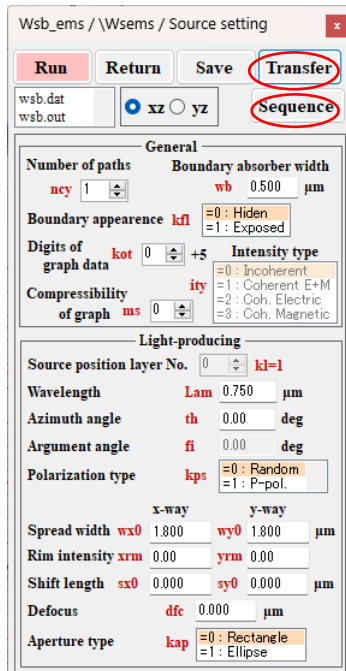 Wsb_ems / \Wsems / Source setting x
Run Return Save Transfer
wsb.dat
wsb.out
xz yz Sequence
General
Number of paths Boundary absorber width
ncy 1 wb 0.500 μm
Boundary appearence kfl =0 : Hiden
=1 : Exposed
Digits of graph data kot 0 +5 Intensity type
ity =0 : Incoherent
=1 : Coherent E+M
=2 : Coh. Electric
=3 : Coh. Magnetic
Compressibility
of graph ms 0
Light-producing
Source position layer No. 0 kl=1
Wavelength Lam 0.750 μm
Azimuth angle th 0.00 deg
Argument angle fi 0.00 deg
Polarization type kps =0 : Random
=1 : P-pol.
x-way y-way
Spread width wx0 1.800 wy0 1.800 μm
Rim intensity xrm 0.00 yrm 0.00
Shift length sx0 0.000 sy0 0.000 μm
Defocus dfc 0.000 μm
Aperture type kap =0 : Rectangle
=1 : Ellipse